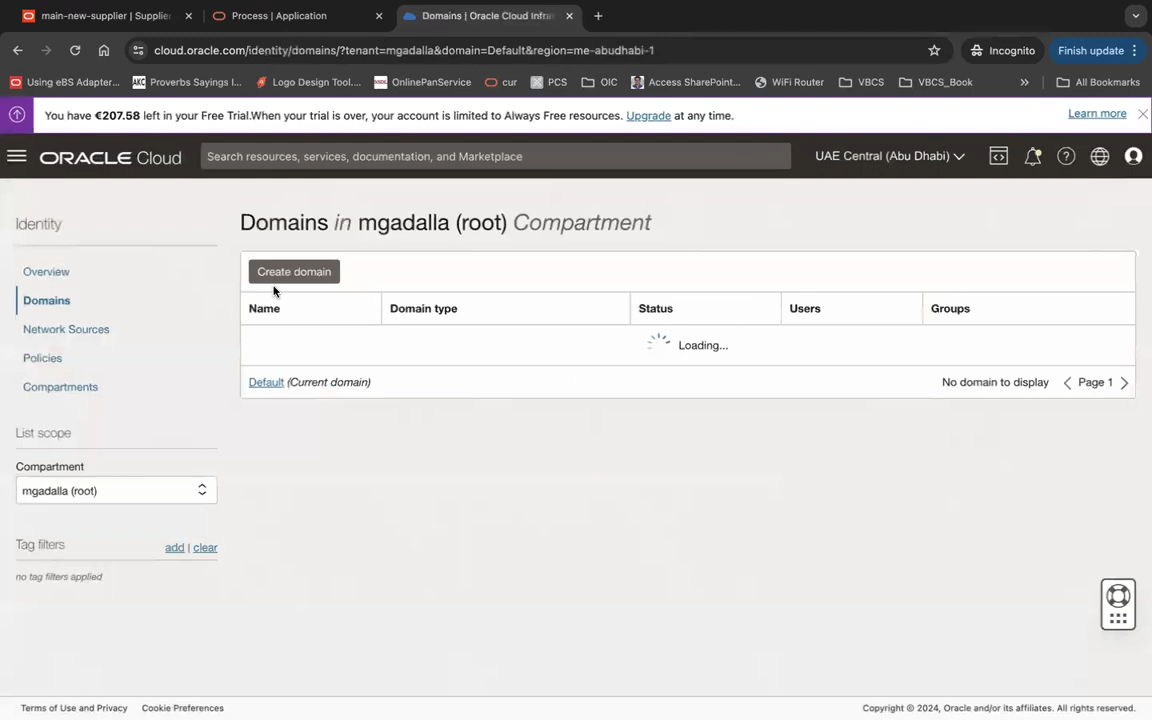 main-new-supplier | Supplier
Process | Application
Domains | Oracle Cloud Infra
cloud.oracle.com/identity/domains/?tenant=mgadalla&domain=Default&region=me-abudhabi-1
Incognito
Finish update
Using eBS Adapter...
Proverbs Sayings I...
Logo Design Tool....
OnlinePanService
cur
PCS
OIC
Access SharePoint...
WiFi Router
VBCS
VBCS_Book
All Bookmarks
You have €207.58 left in your Free Trial.When your trial is over, your account is limited to Always Free resources. Upgrade at any time.
Learn more
ORACLE Cloud
Search resources, services, documentation, and Marketplace
UAE Central (Abu Dhabi)
Identity
Overview
Domains
Network Sources
Policies
Compartments
List scope
Compartment
mgadalla (root)
Tag filters
add | clear
no tag filters applied
Domains in mgadalla (root) Compartment
Create domain
Name Domain type Status Users Groups
Loading...
Default (Current domain)
No domain to display
Page 1
Terms of Use and Privacy
Cookie Preferences
Copyright © 2024, Oracle and/or its affiliates. All rights reserved.